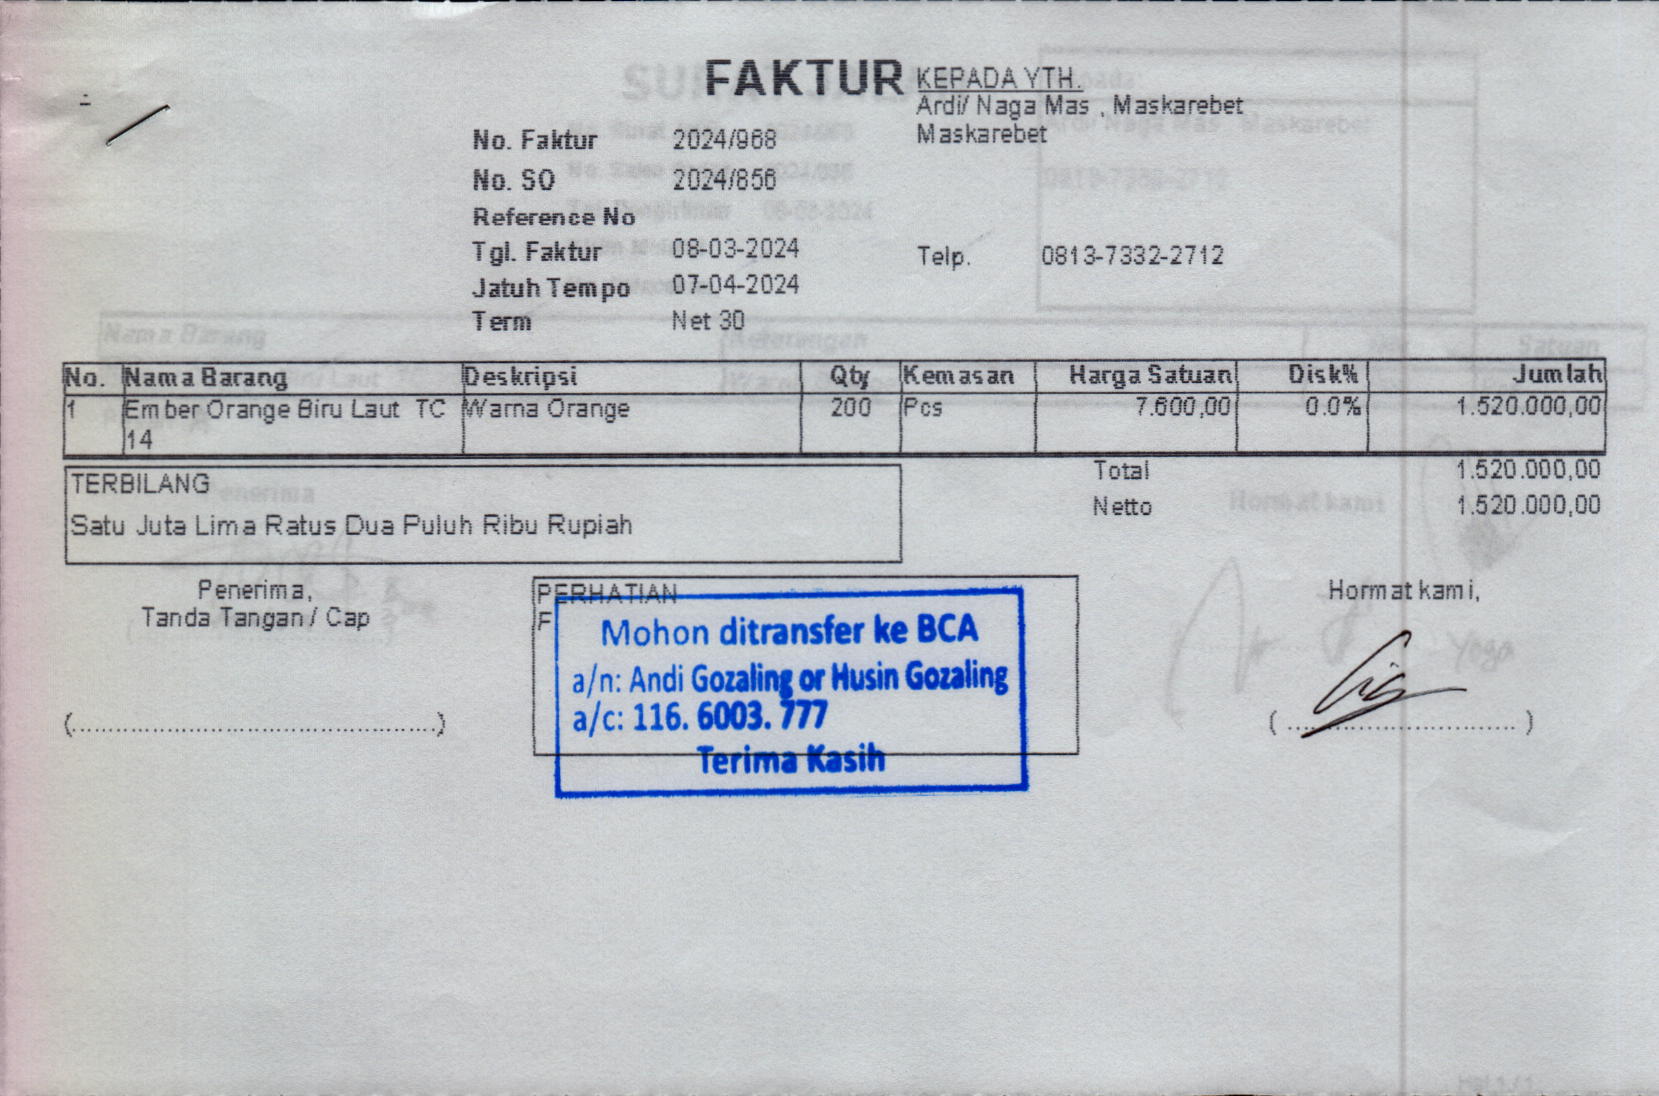 FAKTUR
KEPADA YTH.
Ardi/ Naga Mas , Maskarebet
Maskarebet
No. Faktur 2024/968
No. SO 2024/856
Reference No
Tgl. Faktur 08-03-2024
Telp. 0813-7332-2712
Jatuh Tempo 07-04-2024
Term Net 30
No. Nama Barang Deskripsi Qty Kemasan Harga Satuan Disk% Jumlah
1 Ember Orange Biru Laut TC Warna Orange 200 Pcs 7.600,00 0.0% 1.520.000,00
14
Total 1.520.000,00
Netto 1.520.000,00
TERBILANG
Satu Juta Lima Ratus Dua Puluh Ribu Rupiah
Penerima,
Tanda Tangan / Cap
(................................................)
PERHATIAN
F
Mohon ditransfer ke BCA
a/n: Andi Gozaling or Husin Gozaling
a/c: 116. 6003. 777
Terima Kasih
Hormat kami,
( ................................ )